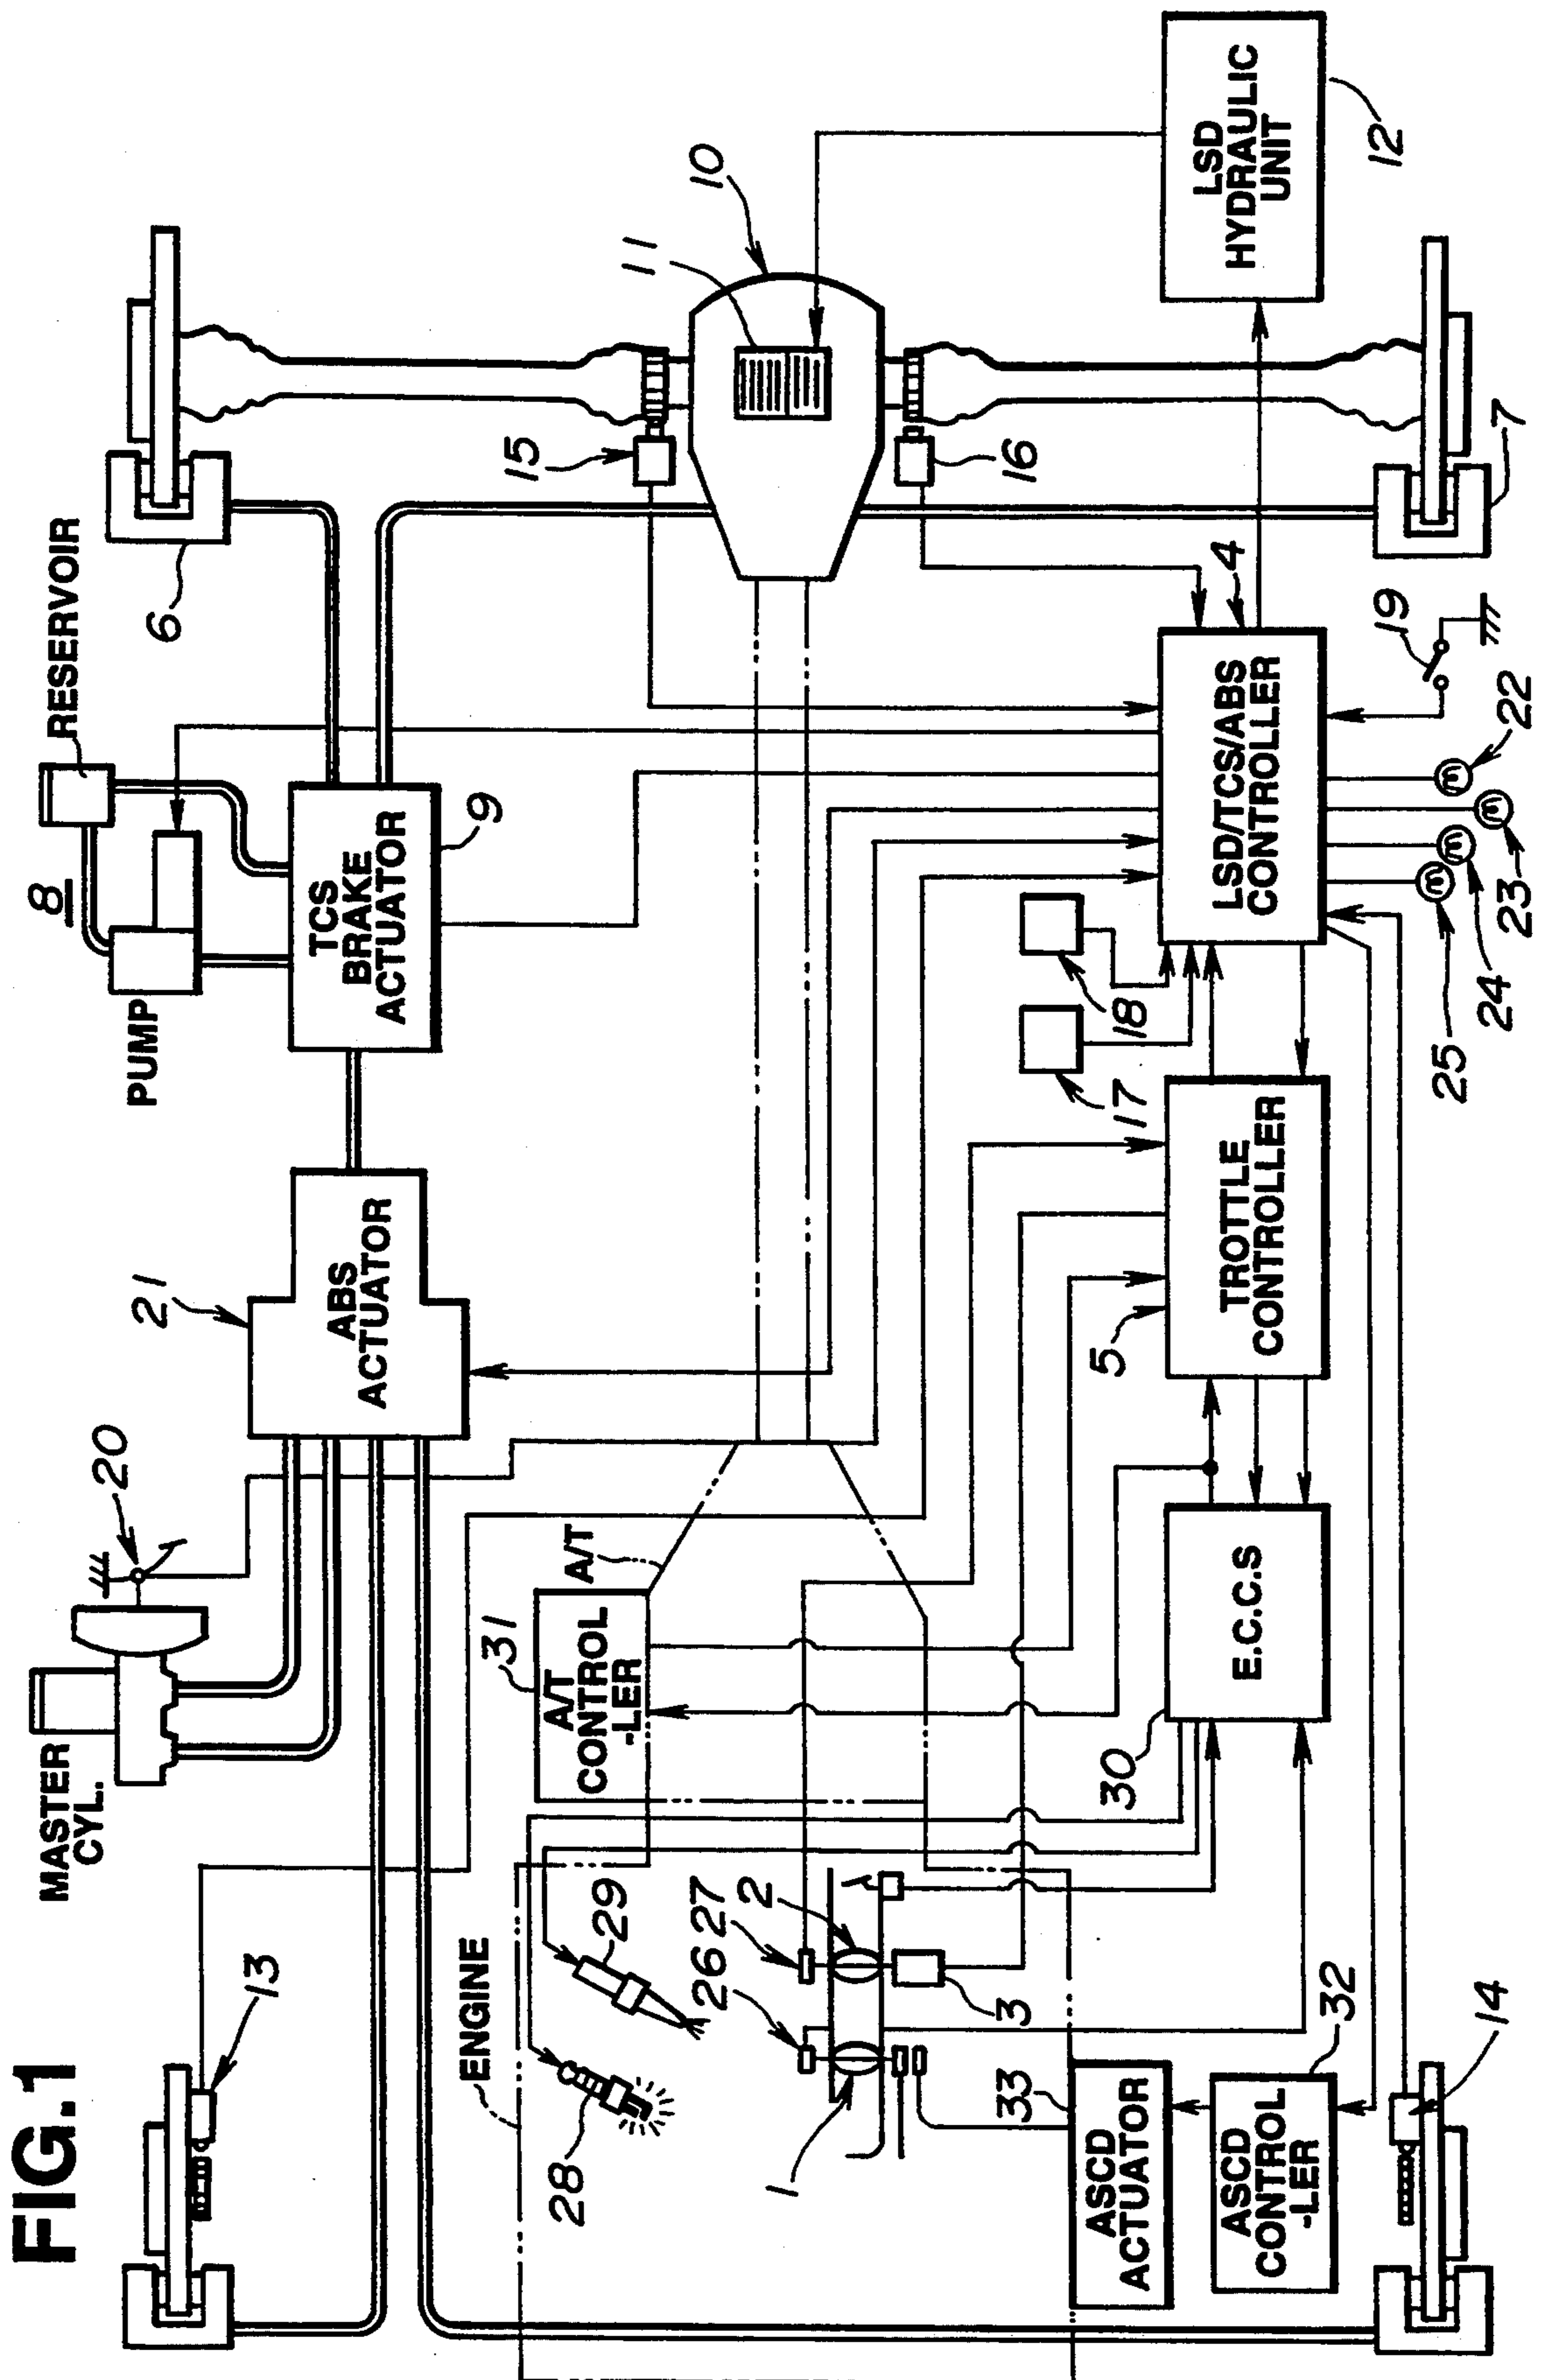 FIG.1
13
MASTER
CYL.
20
21
ABS
ACTUATOR
PUMP
8
RESERVOIR
TCS
BRAKE
ACTUATOR
9
6
15
11
10
16
7
LSD
HYDRAULIC
UNIT
12
ENGINE
28
29
A/T
CONTROL
-LER
31
A/T
26
27
2
1
3
33
ASCD
ACTUATOR
ASCD
CONTROL
-LER
32
14
30
E.C.C.S
5
TROTTLE
CONTROLLER
17
18
LSD/TCS/ABS
CONTROLLER
4
19
22
23
24
25